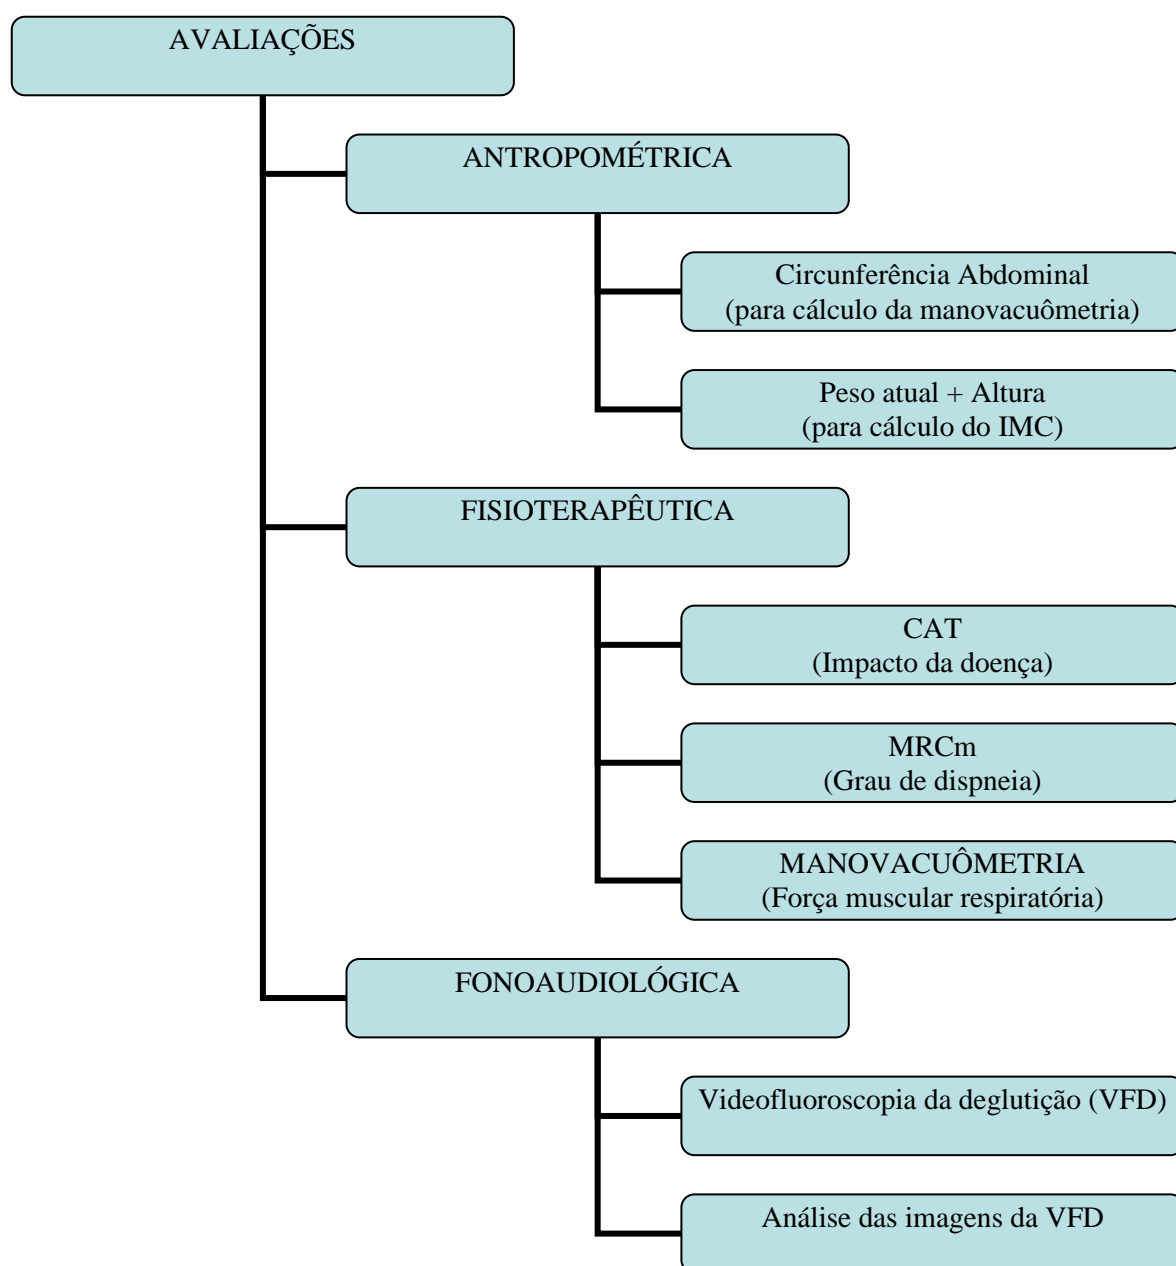 AVALIAÇÕES
ANTROPOMÉTRICA
Circunferência Abdominal
(para cálculo da manovacuômetria)
Peso atual + Altura
(para cálculo do IMC)
FISIOTERAPÊUTICA
CAT
(Impacto da doença)
MRCm
(Grau de dispneia)
MANOVACUÔMETRIA
(Força muscular respiratória)
FONOAUDIOLÓGICA
Videofluoroscopia da deglutição (VFD)
Análise das imagens da VFD